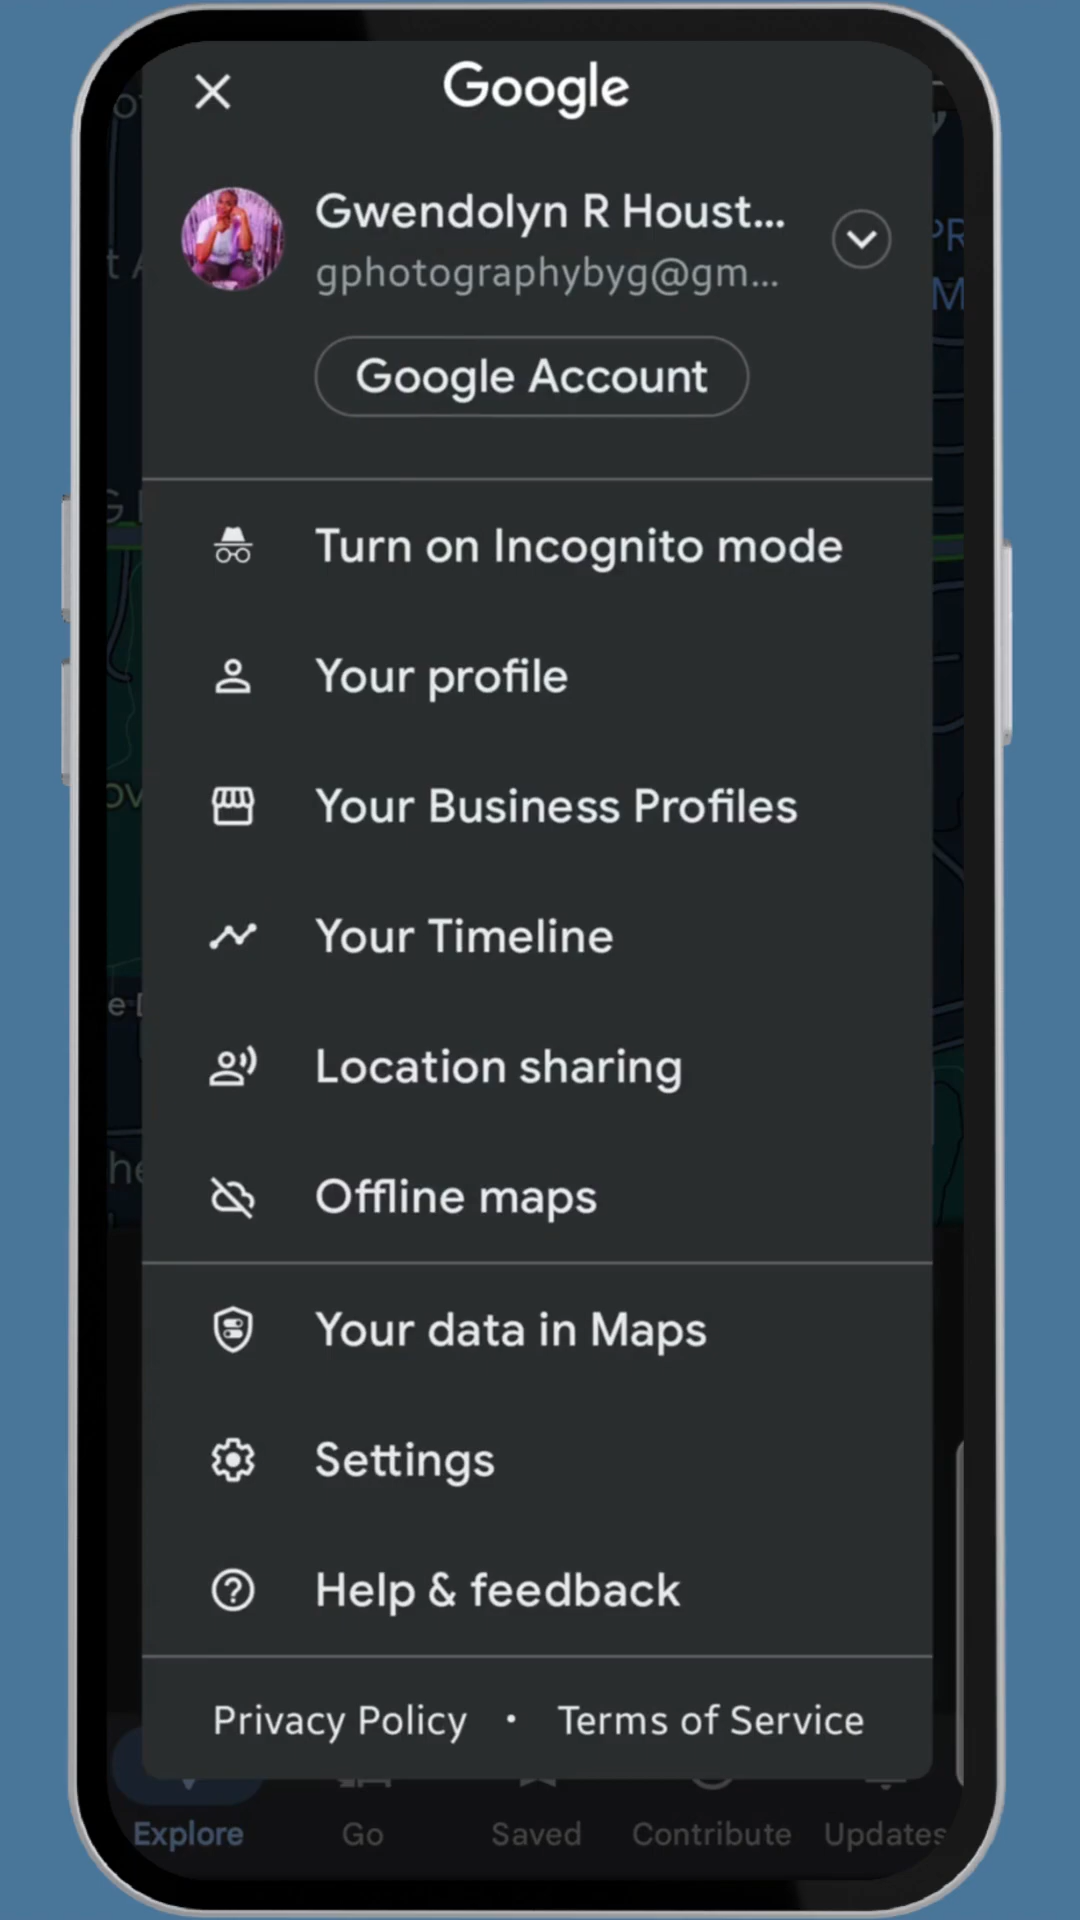 Google
Gwendolyn R Houst...
gphotographybyg@gm...
Google Account
Turn on Incognito mode
Your profile
Your Business Profiles
Your Timeline
Location sharing
Offline maps
Your data in Maps
Settings
Help & feedback
Privacy Policy • Terms of Service
Explore Go Saved Contribute Updates